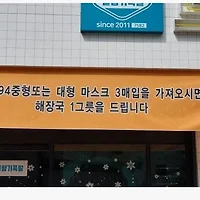 since 2011
94중형또는 대형 마스크 3매입을 가져오시면
해장국 1그릇을 드립니다